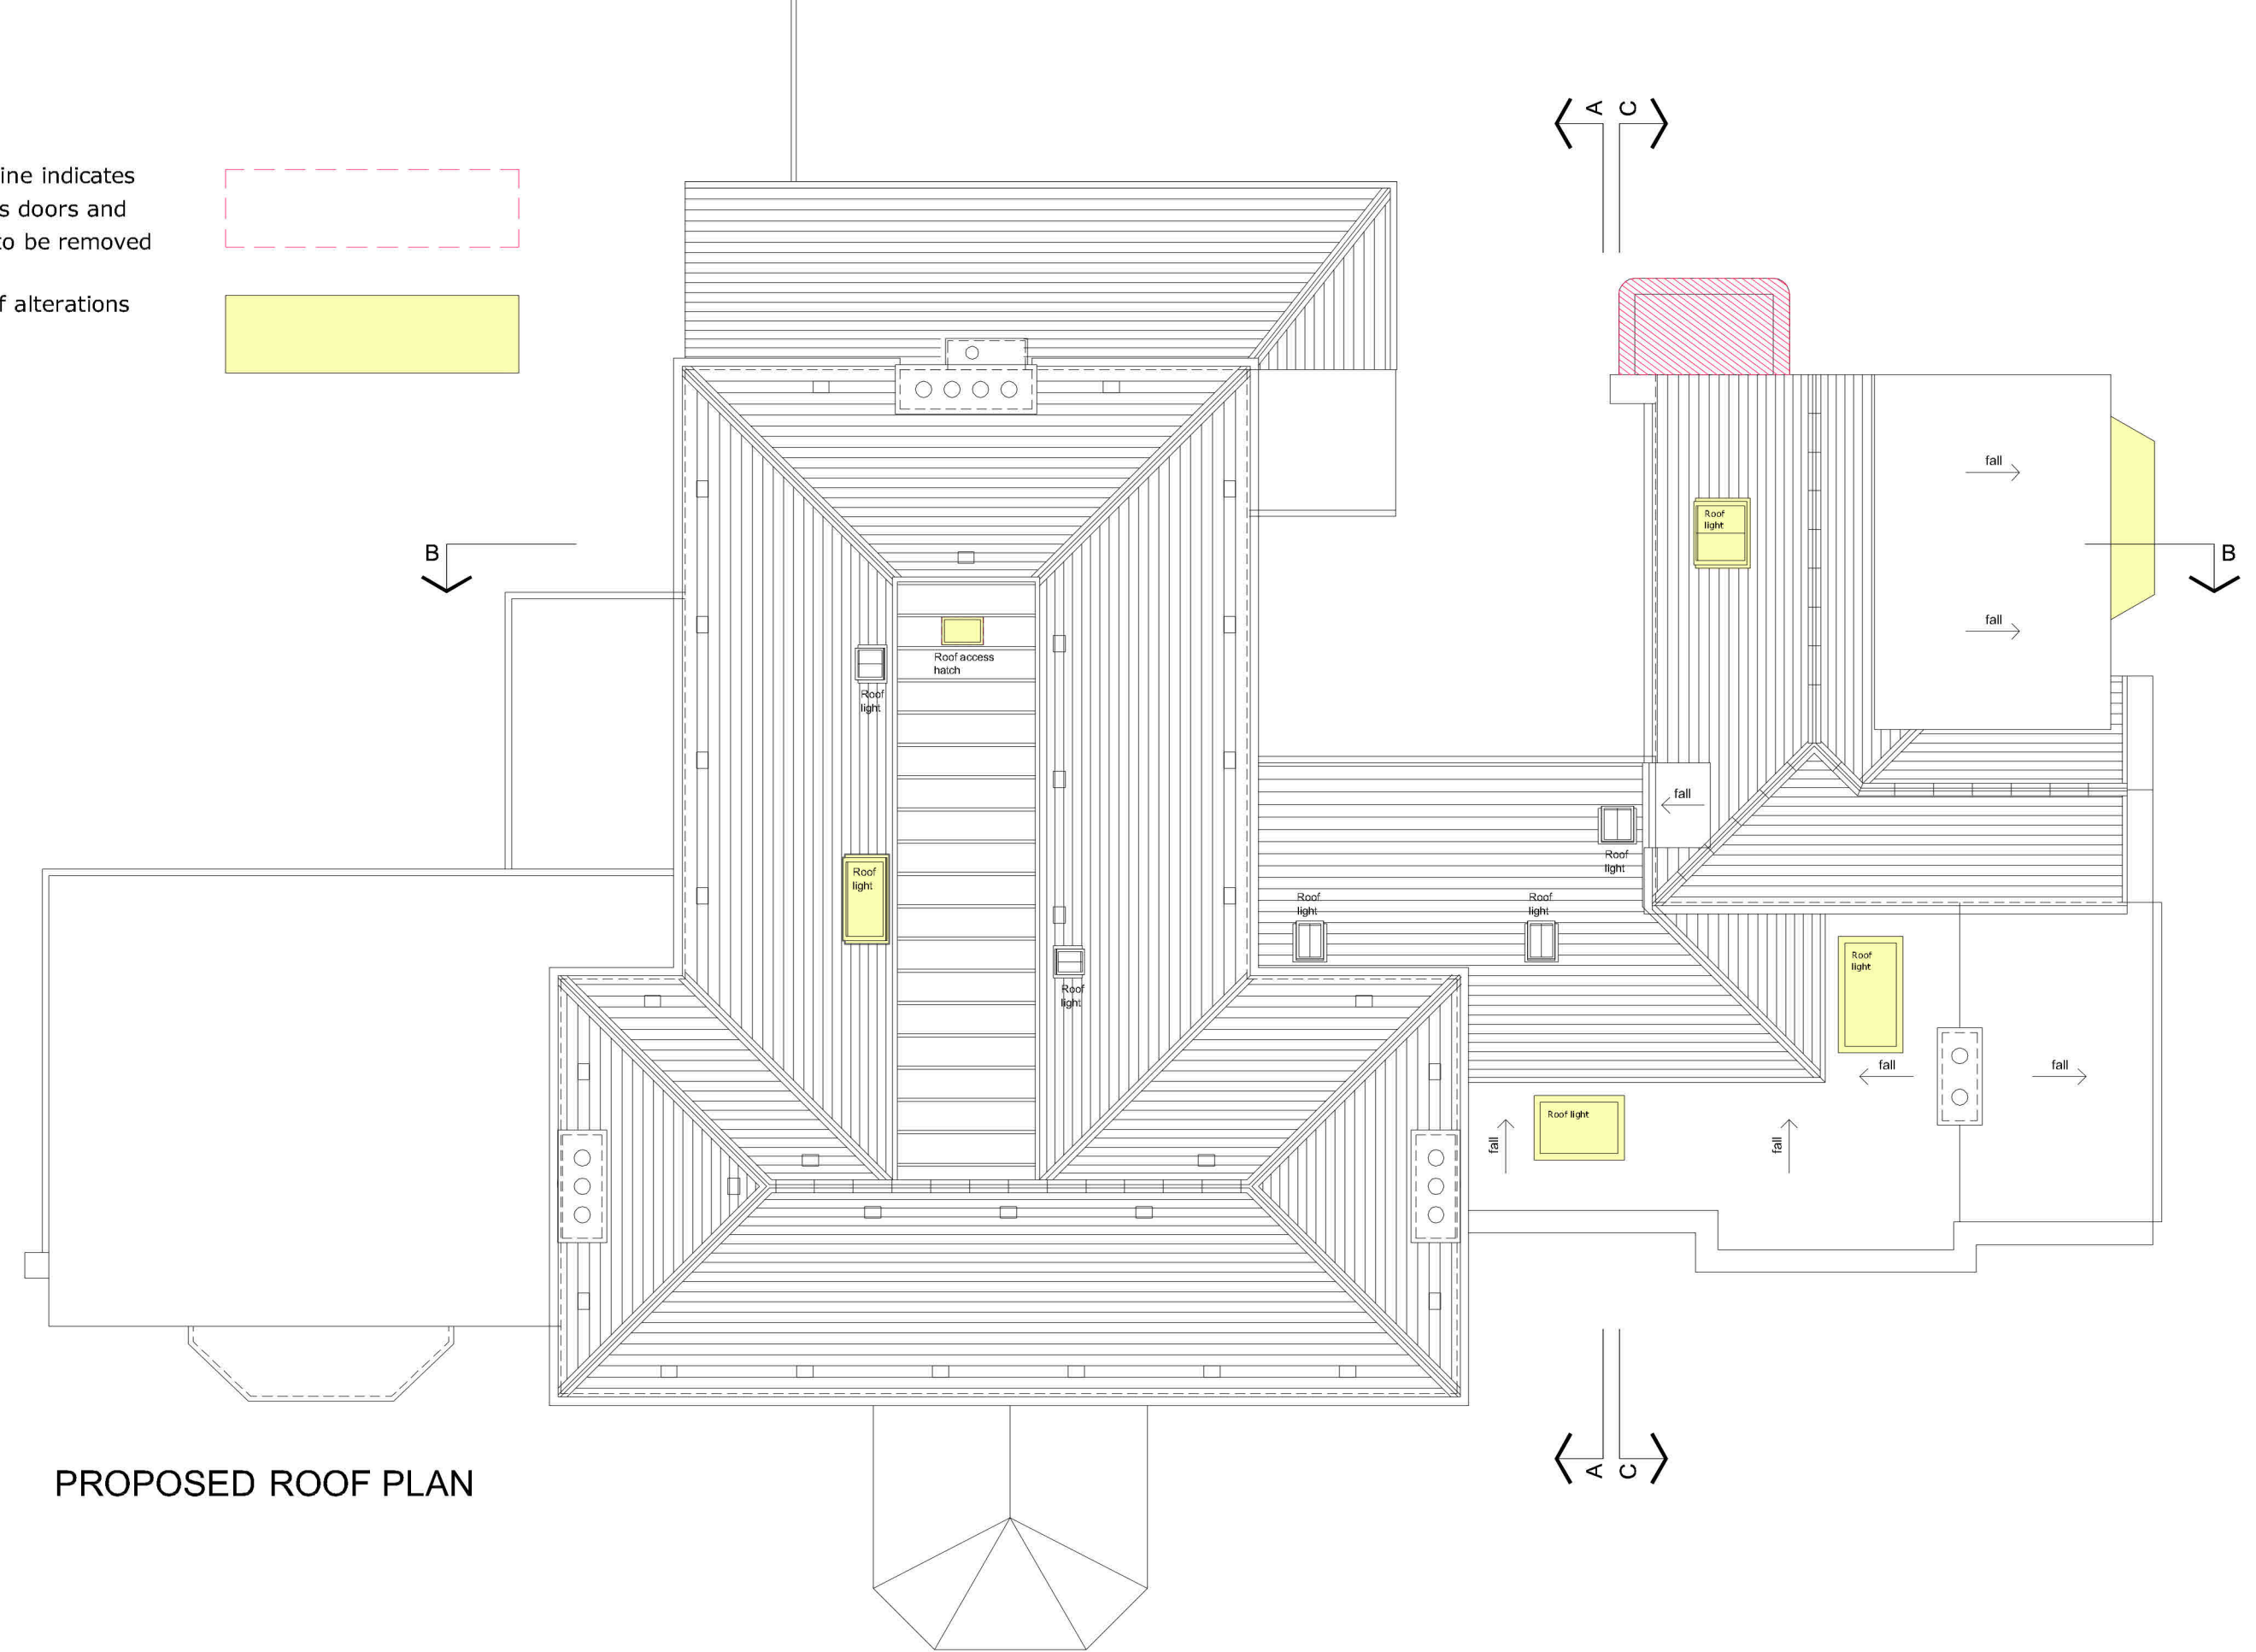 ine indicates
s doors and
to be removed
f alterations
A
C
fall
Roof
light
B
B
Roof access
hatch
fall
Roof
light
fall
Roof
light
Roof
light
Roof
light
Roof
light
Roof
light
Roof
light
fall
fall
Roof light
fall
fall
A
C
PROPOSED ROOF PLAN